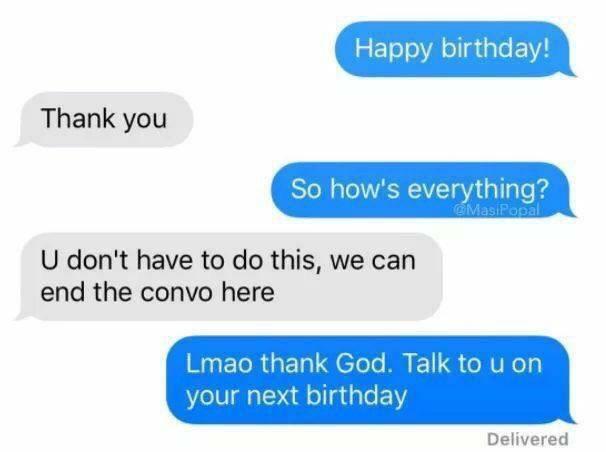 Happy birthday!
Thank you
So how's everything?
@MasiPopal
U don't have to do this, we can
end the convo here
Lmao thank God. Talk to u on
your next birthday
Delivered